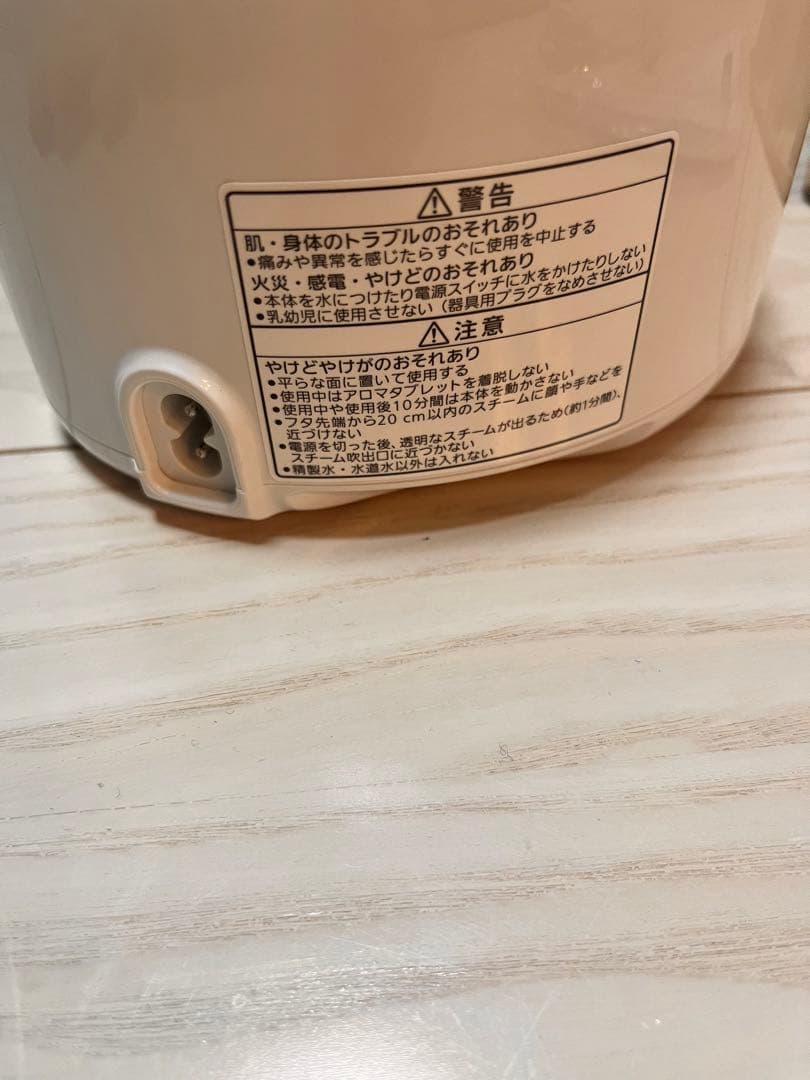 ⚠警告
肌・身体のトラブルのおそれあり
●痛みや異常を感じたらすぐに使用を中止する
火災・感電・やけどのおそれあり
●本体を水につけたり電源スイッチに水をかけたりしない
●乳幼児に使用させない（器具用プラグをなめさせない）
⚠注意
やけどやけがのおそれあり
●平らな面に置いて使用する
●使用中はアロマタブレットを着脱しない
●使用中や使用後10分間は本体を動かさない
●フタ先端から20 cm以内のスチームに顔や手などを
近づけない
●電源を切った後、透明なスチームが出るため（約1分間）、
スチーム吹出口に近づかない
●精製水・水道水以外は入れない